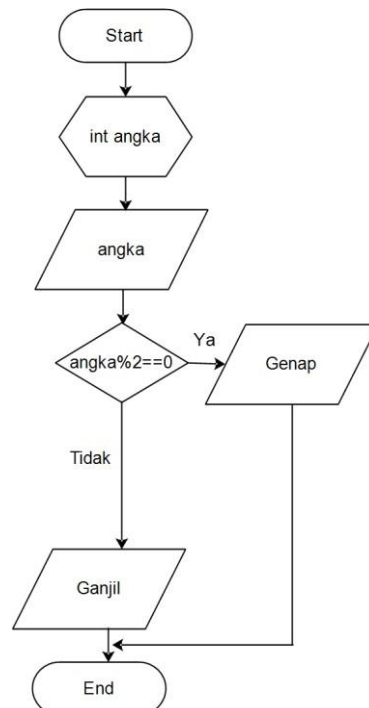 Start
int angka
angka
angka%2==0
Ya
Genap
Tidak
Ganjil
End